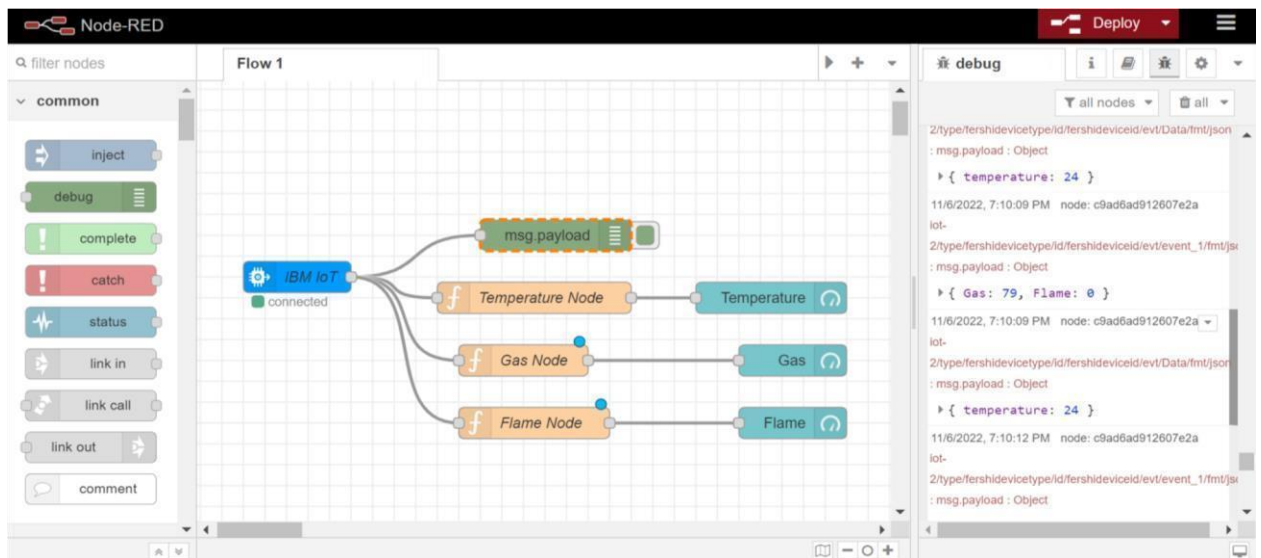 Node-RED
Deploy
filter nodes
Flow 1
debug
i
all nodes
all
common
inject
debug
complete
catch
status
link in
link call
link out
comment
msg.payload
IBM IoT
connected
f Temperature Node
Temperature
f Gas Node
Gas
f Flame Node
Flame
2/type/fershidevicetype/id/fershideviceid/evt/Data/fmt/json
: msg.payload : Object
{ temperature: 24 }
11/6/2022, 7:10:09 PM node: c9ad6ad912607e2a
iot-
2/type/fershidevicetype/id/fershideviceid/evt/event_1/fmt/jso
: msg.payload : Object
{ Gas: 79, Flame: 0 }
11/6/2022, 7:10:09 PM node: c9ad6ad912607e2a
iot-
2/type/fershidevicetype/id/fershideviceid/evt/Data/fmt/json
: msg.payload : Object
{ temperature: 24 }
11/6/2022, 7:10:12 PM node: c9ad6ad912607e2a
iot-
2/type/fershidevicetype/id/fershideviceid/evt/event_1/fmt/jso
: msg.payload : Object